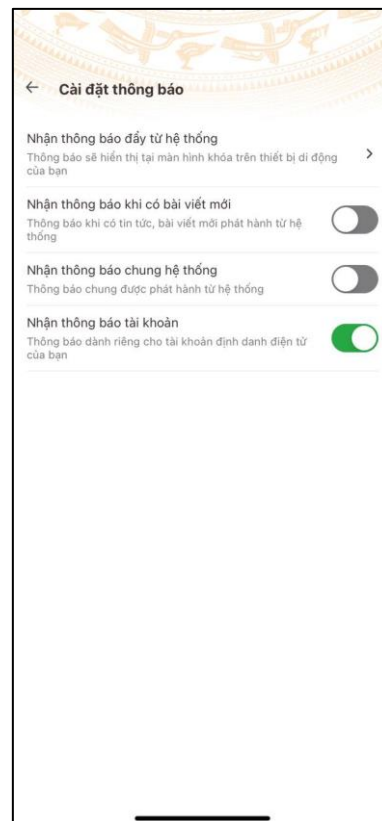 Cài đặt thông báo
Nhận thông báo đẩy từ hệ thống
Thông báo sẽ hiển thị tại màn hình khóa trên thiết bị di động
của bạn
Nhận thông báo khi có bài viết mới
Thông báo khi có tin tức, bài viết mới phát hành từ hệ
thống
Nhận thông báo chung hệ thống
Thông báo chung được phát hành từ hệ thống
Nhận thông báo tài khoản
Thông báo dành riêng cho tài khoản định danh điện tử
của bạn